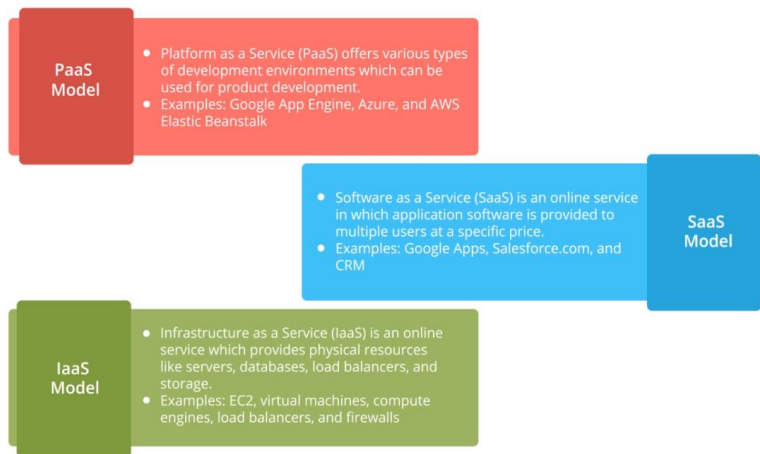 PaaS
Model
• Platform as a Service (PaaS) offers various types
of development environments which can be
used for product development.
• Examples: Google App Engine, Azure, and AWS
Elastic Beanstalk
• Software as a Service (SaaS) is an online service
in which application software is provided to
multiple users at a specific price.
• Examples: Google Apps, Salesforce.com, and
CRM
SaaS
Model
IaaS
Model
• Infrastructure as a Service (IaaS) is an online
service which provides physical resources
like servers, databases, load balancers, and
storage.
• Examples: EC2, virtual machines, compute
engines, load balancers, and firewalls